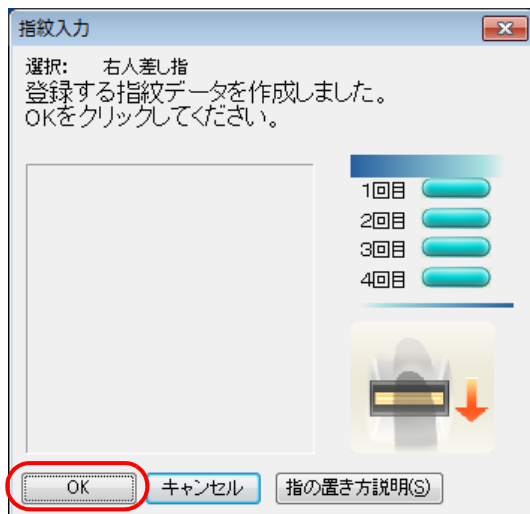 指紋入力
選択: 右人差し指
登録する指紋データを作成しました。
OKをクリックしてください。
1回目
2回目
3回目
4回目
OK キャンセル 指の置き方説明(S)